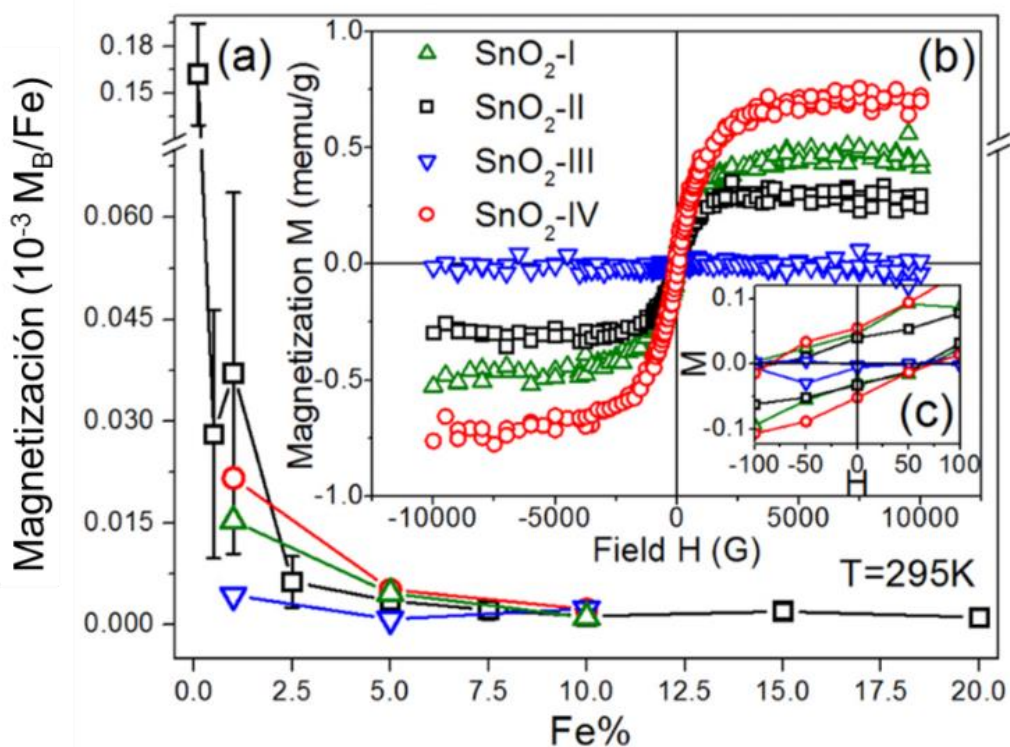 Magnetización (10⁻³ M_B/Fe)
0.18
0.15
0.060
0.045
0.030
0.015
0.000
(a)
(b)
SnO₂-I
SnO₂-II
SnO₂-III
SnO₂-IV
Magnetization M (memu/g)
1.0
0.5
0.0
-0.5
-1.0
-10000 -5000 0 5000 10000
Field H (G)
M
0.1
0.0
-0.1
(c)
-100 -50 0 50 100
H
T=295K
0.0 2.5 5.0 7.5 10.0 12.5 15.0 17.5 20.0
Fe%